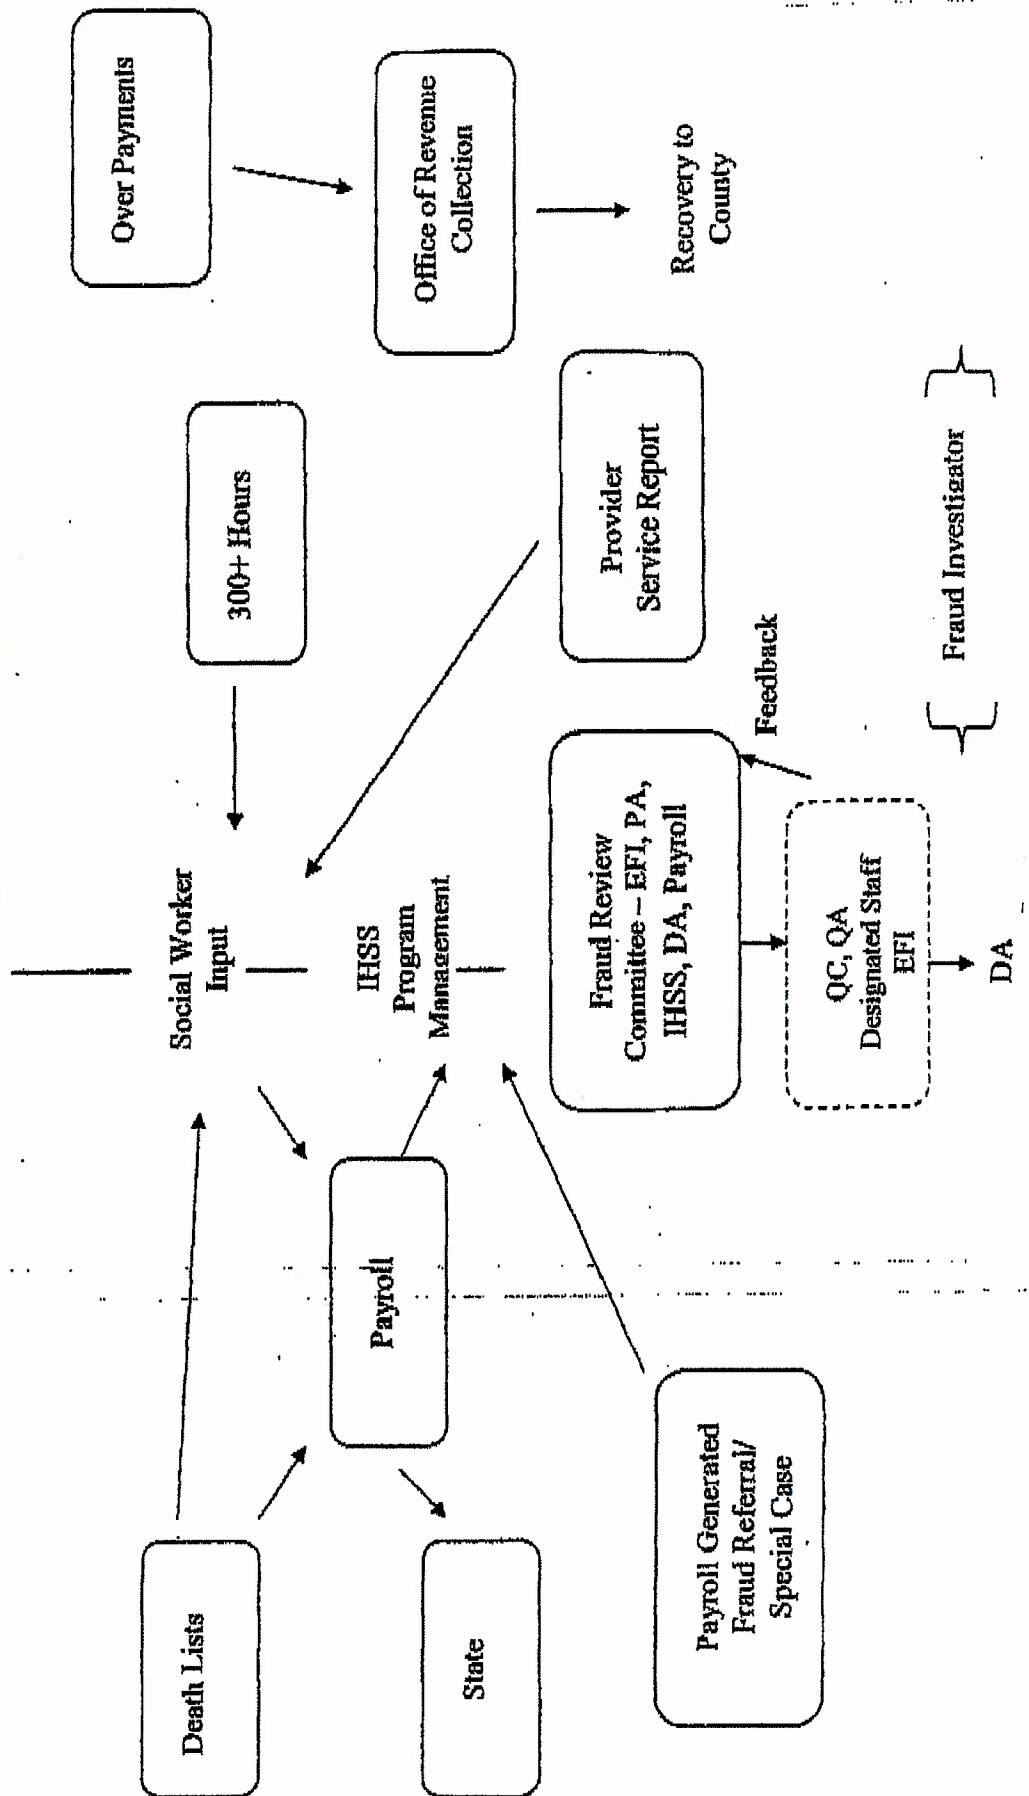 Death Lists
Social Worker
Input
300+ Hours
Over Payments
State
Payroll
IHSS
Program
Management
Office of Revenue
Collection
Payroll Generated
Fraud Referral/
Special Case
Fraud Review
Committee – EFI, PA,
IHSS, DA, Payroll
Provider
Service Report
Recovery to
County
Feedback
QC, QA
Designated Staff
EFI
DA
Fraud Investigator